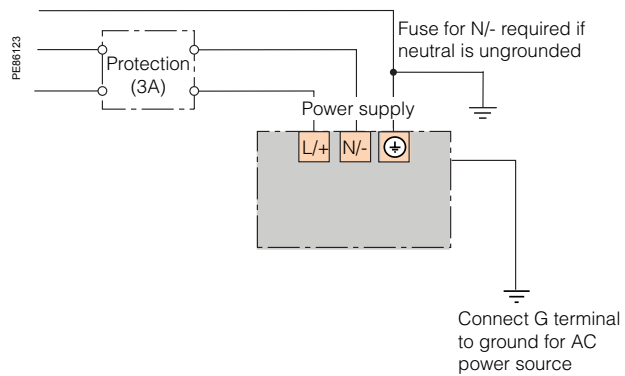 PE86123
Fuse for N/- required if
neutral is ungrounded
Protection
(3A)
Power supply
L/+
N/-
Connect G terminal
to ground for AC
power source